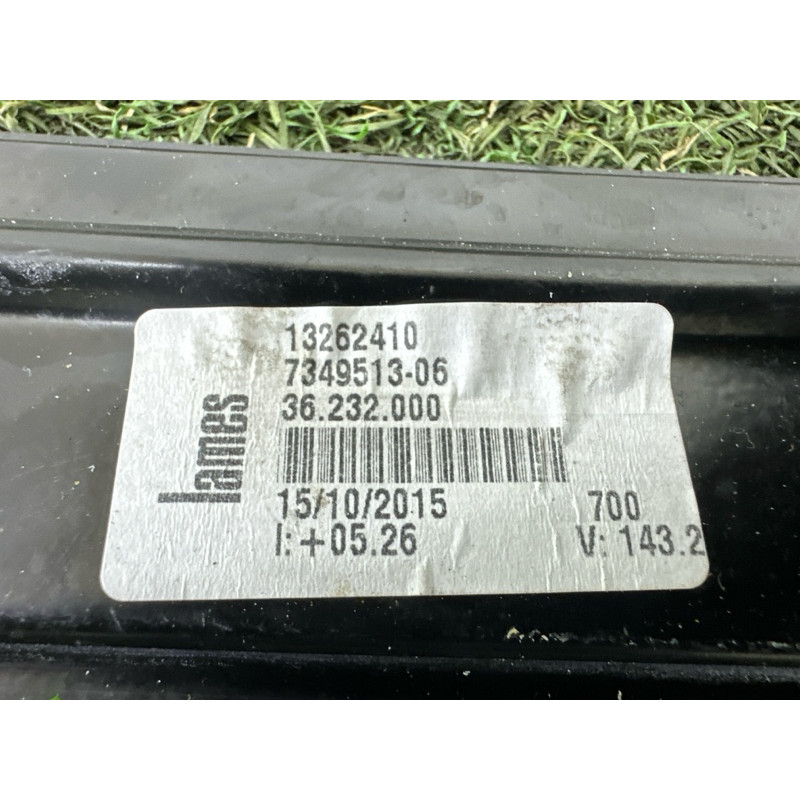 13262410
7349513-06
36.232.000
lames
15/10/2015 700
I: +05.26 V: 143.2